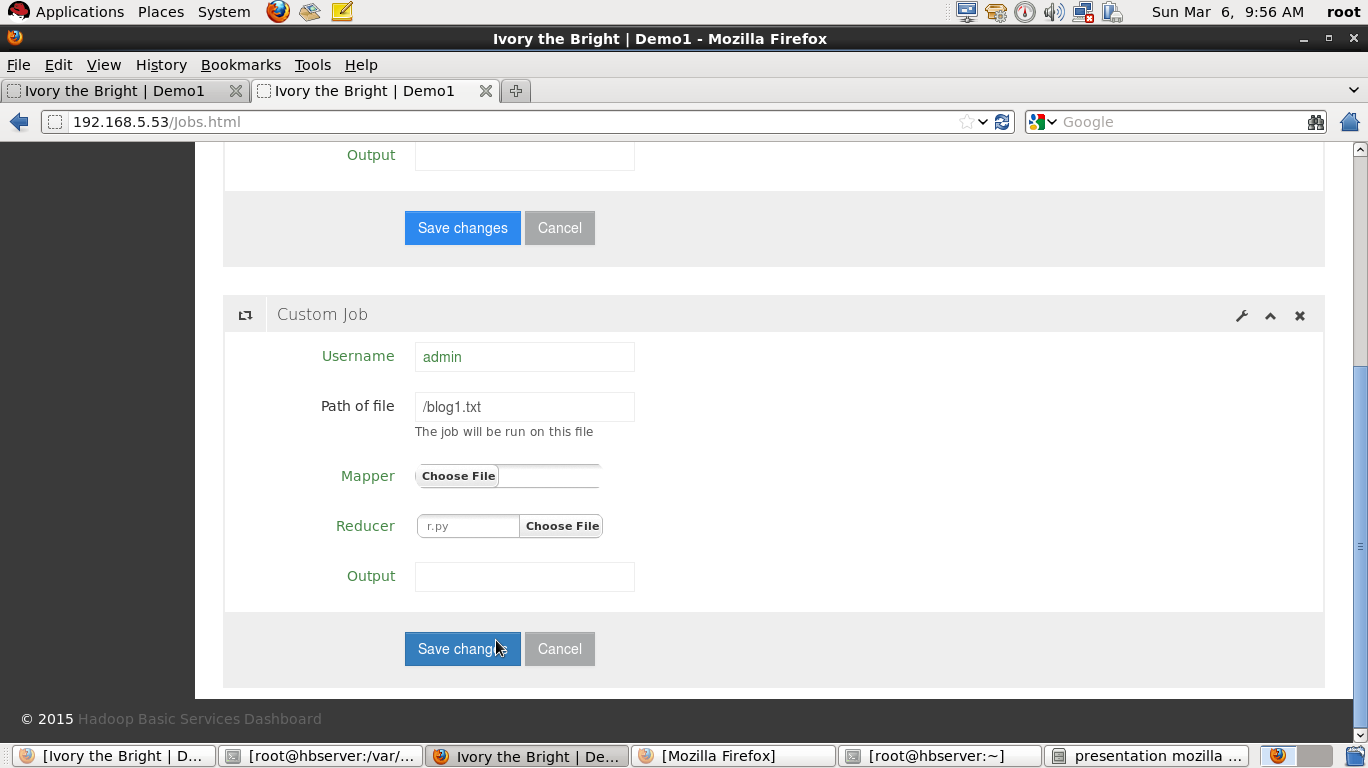 Applications Places System Sun Mar 6, 9:56 AM root
Ivory the Bright | Demo1 - Mozilla Firefox
File Edit View History Bookmarks Tools Help
Ivory the Bright | Demo1 Ivory the Bright | Demo1
192.168.5.53/Jobs.html Google
Output
Save changes Cancel
Custom Job
Username admin
Path of file /blog1.txt
The job will be run on this file
Mapper Choose File
Reducer r.py Choose File
Output
Save changes Cancel
© 2015 Hadoop Basic Services Dashboard
[Ivory the Bright | D... [root@hbserver:/var/... Ivory the Bright | De... [Mozilla Firefox] [root@hbserver:~] presentation mozilla ...